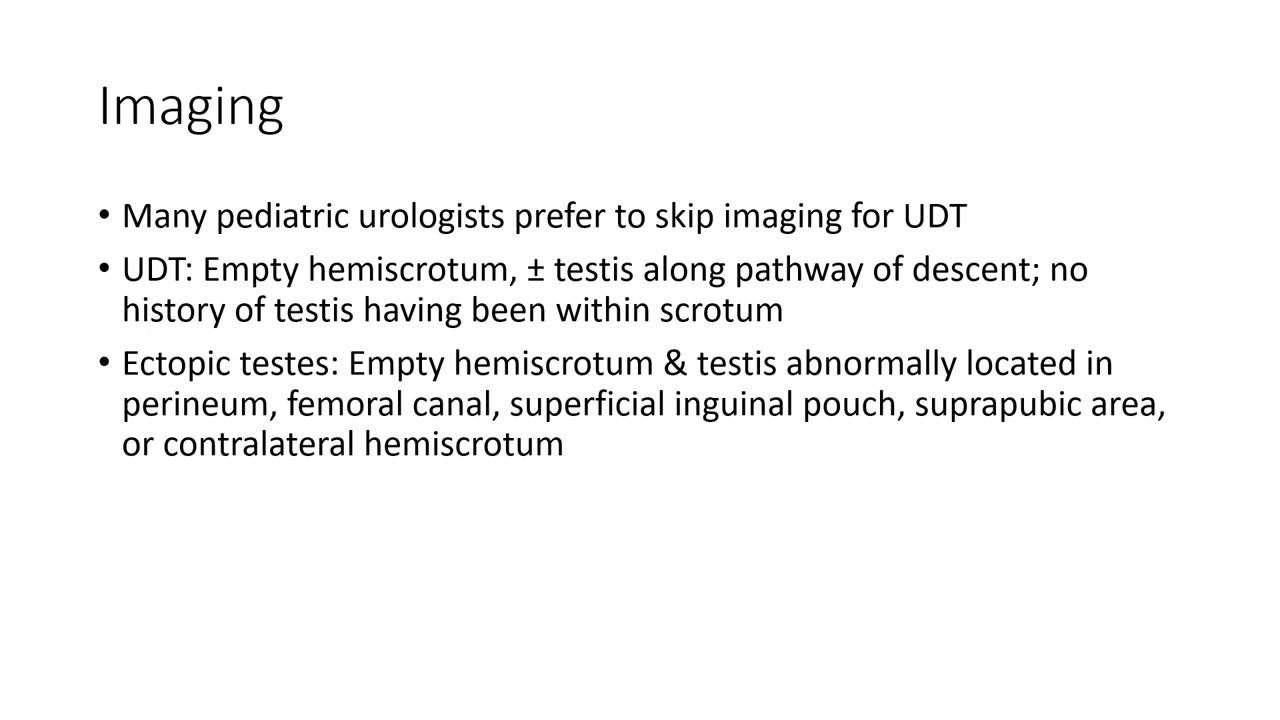 Imaging
• Many pediatric urologists prefer to skip imaging for UDT
• UDT: Empty hemiscrotum, ± testis along pathway of descent; no
history of testis having been within scrotum
• Ectopic testes: Empty hemiscrotum & testis abnormally located in
perineum, femoral canal, superficial inguinal pouch, suprapubic area,
or contralateral hemiscrotum